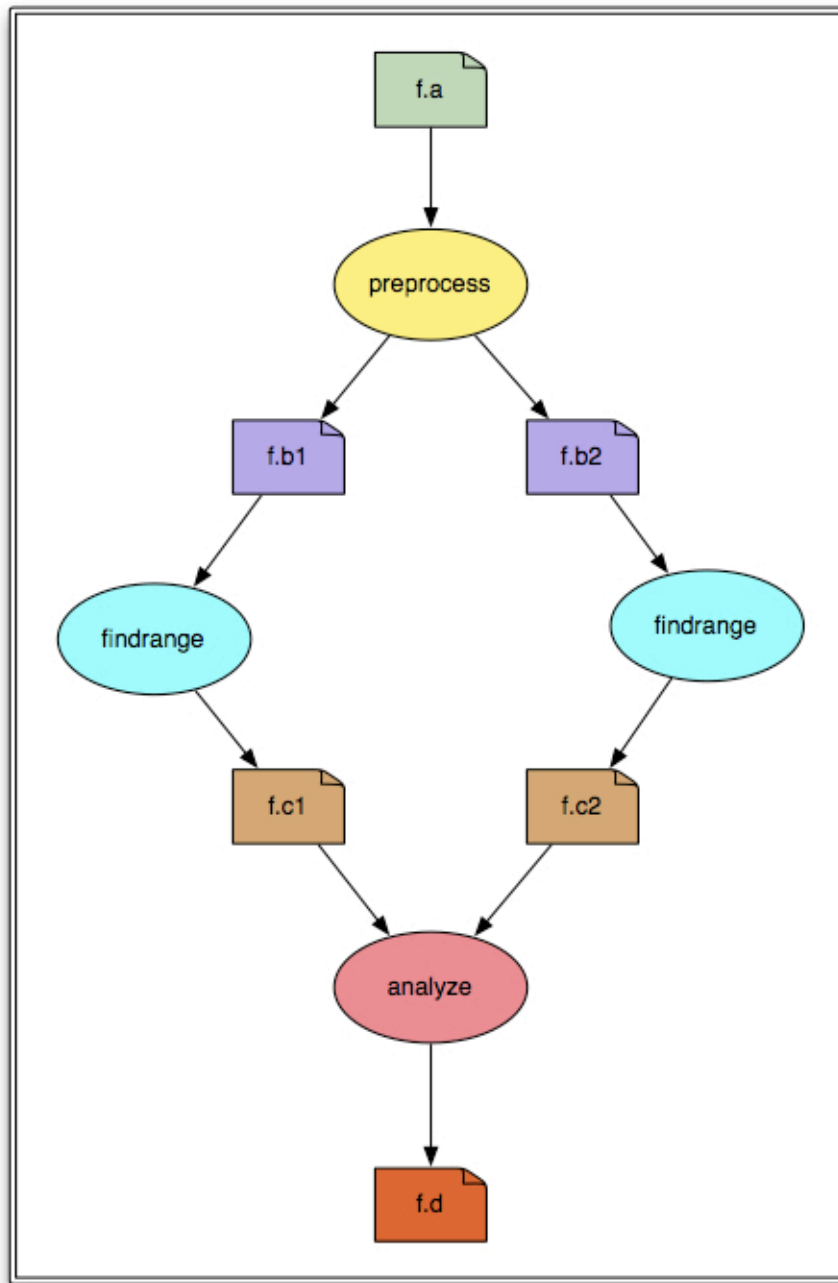 f.a
preprocess
f.b1
f.b2
findrange
findrange
f.c1
f.c2
analyze
f.d